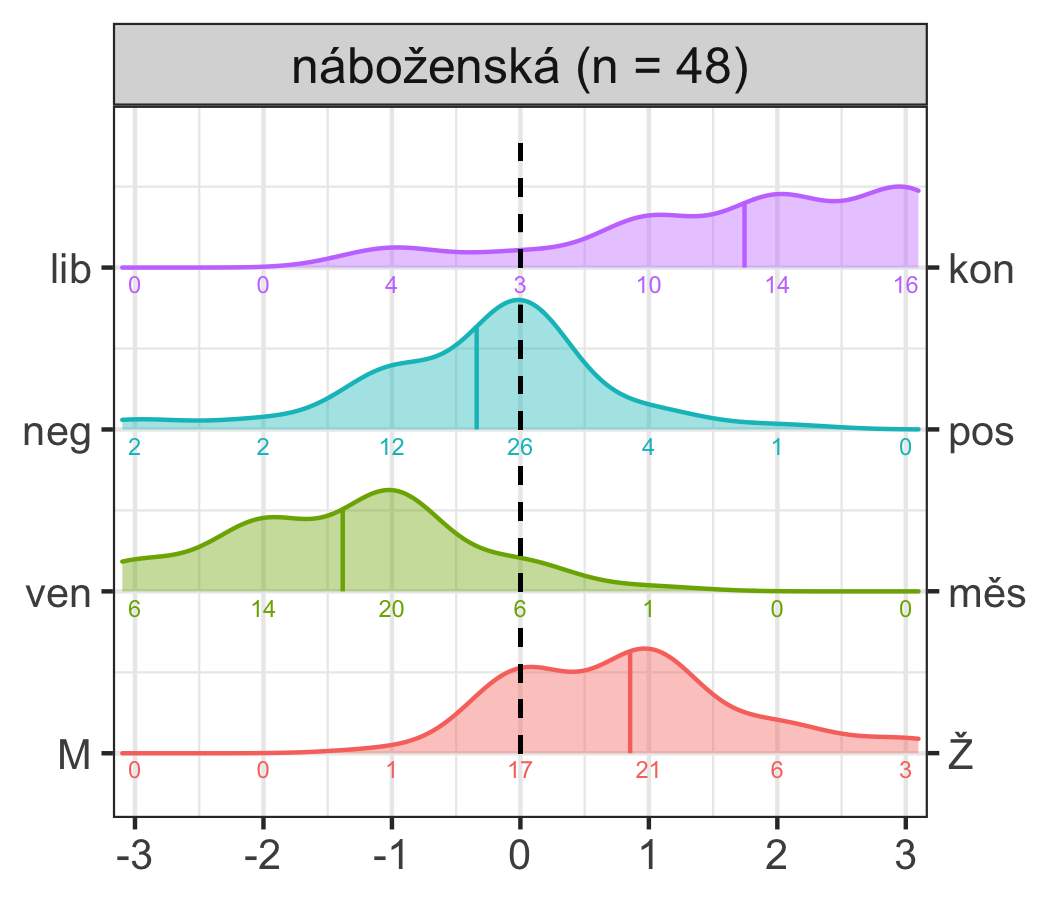 náboženská (n = 48)
lib kon
0 0 4 3 10 14 16
neg pos
2 2 12 26 4 1 0
ven měs
6 14 20 6 1 0 0
M Ž
0 0 1 17 21 6 3
-3 -2 -1 0 1 2 3